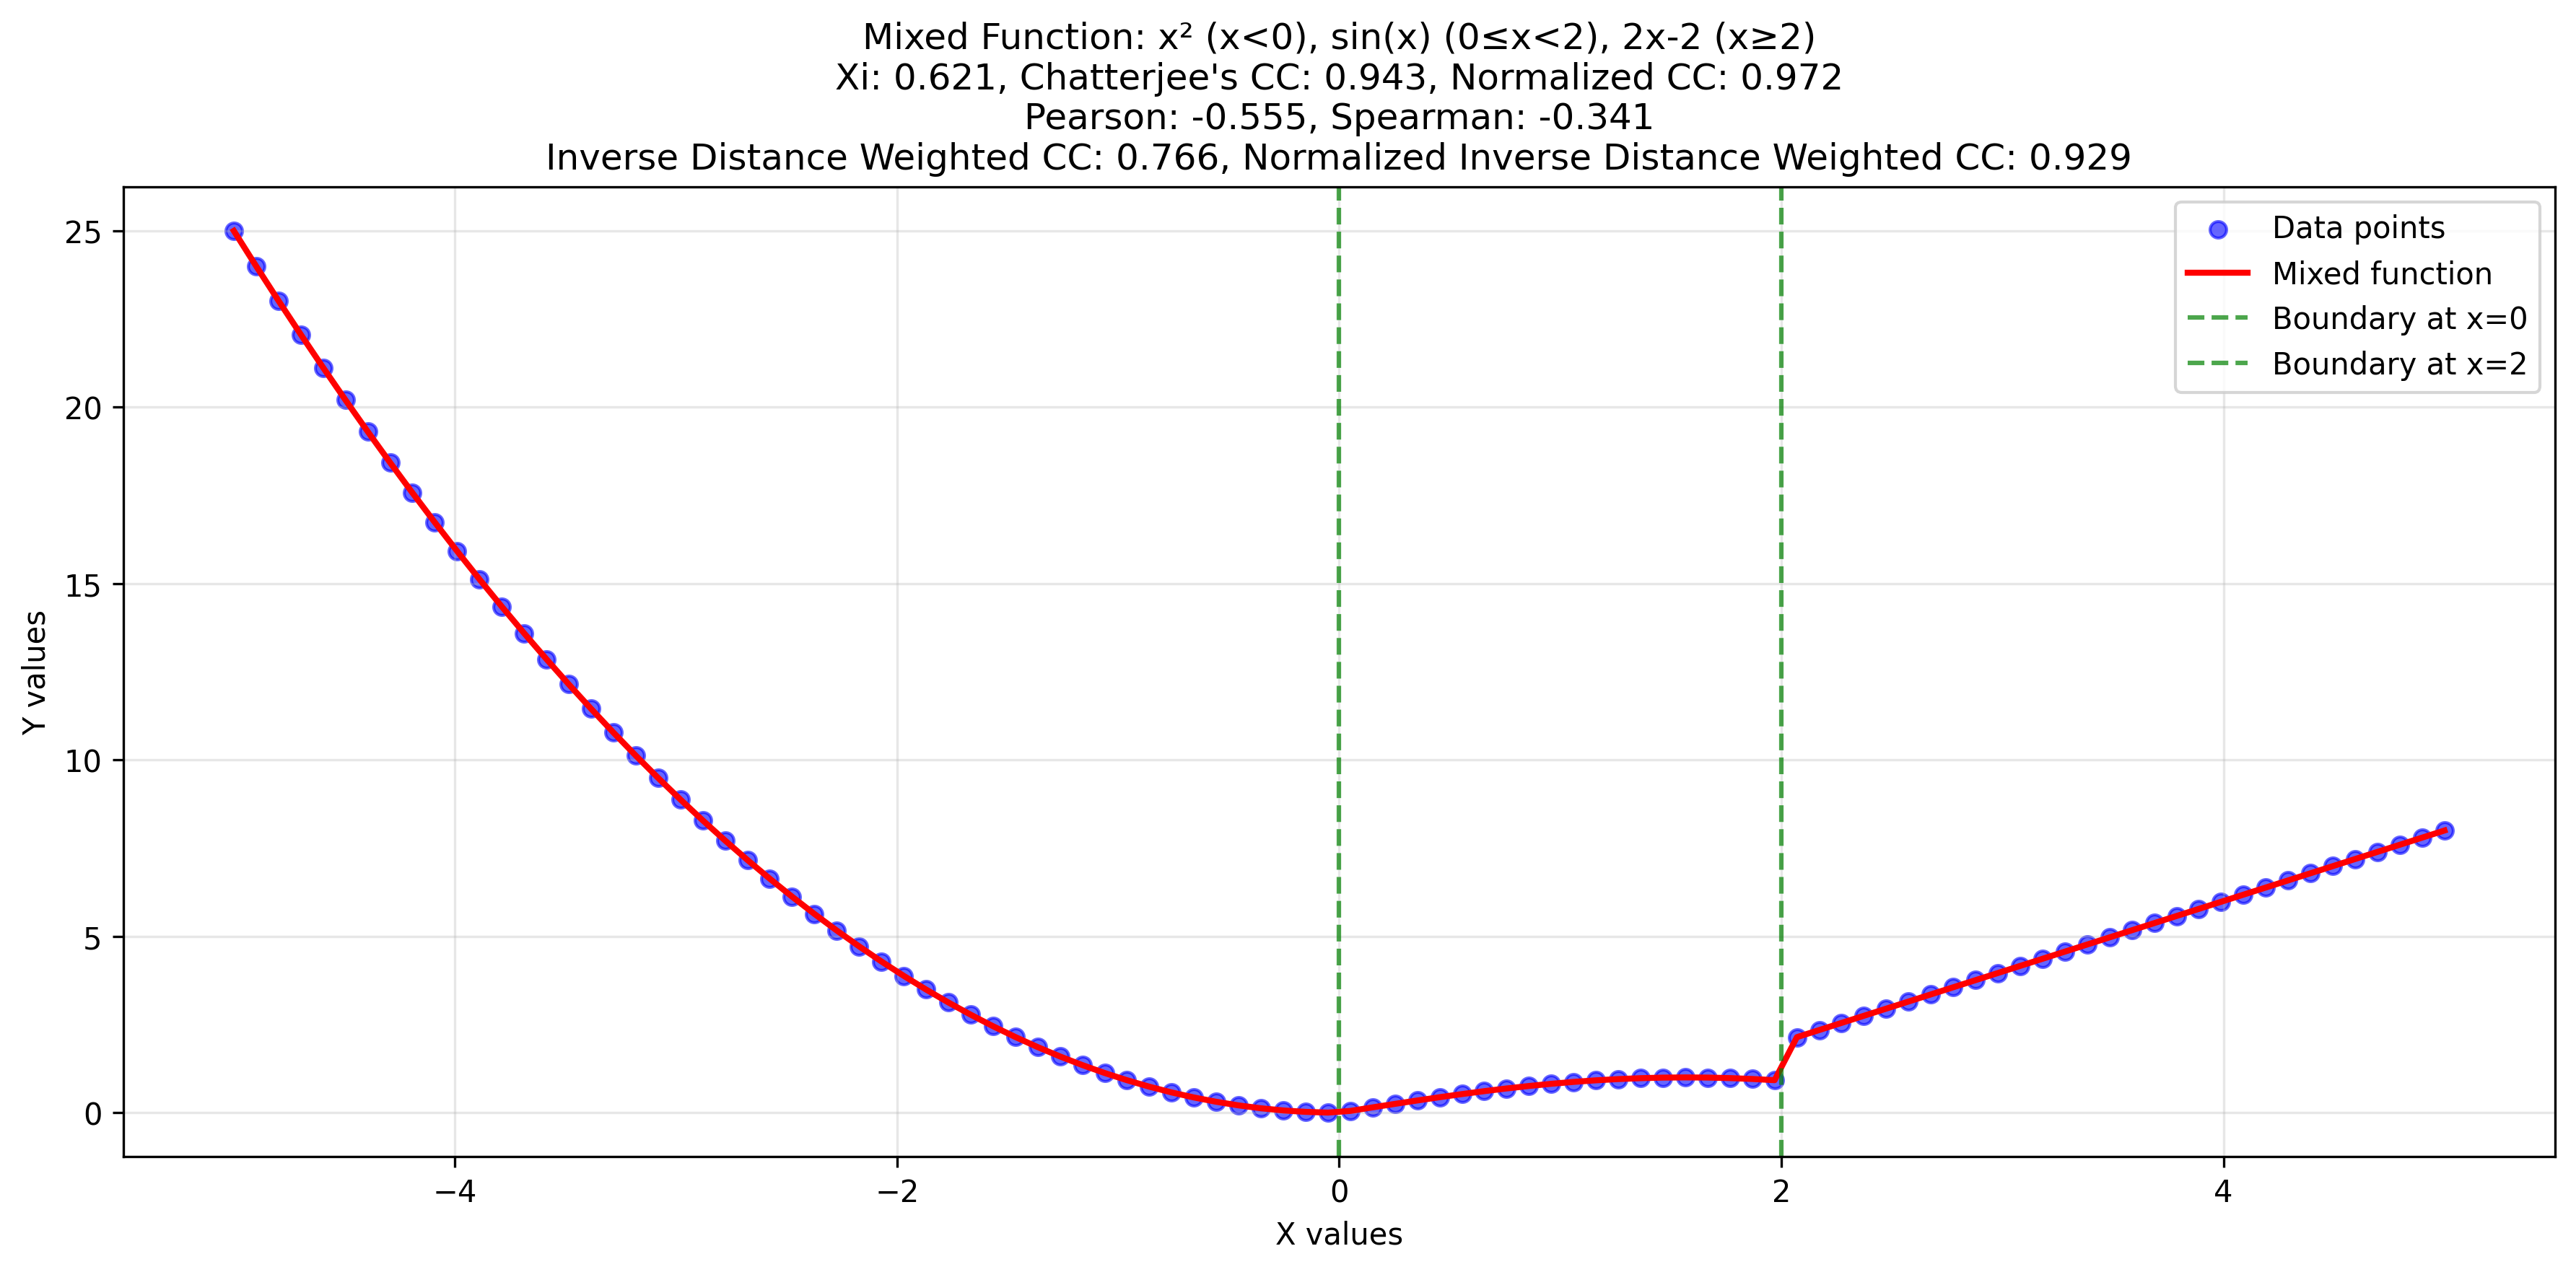 Mixed Function: x² (x<0), sin(x) (0≤x<2), 2x-2 (x≥2)
Xi: 0.621, Chatterjee's CC: 0.943, Normalized CC: 0.972
Pearson: -0.555, Spearman: -0.341
Inverse Distance Weighted CC: 0.766, Normalized Inverse Distance Weighted CC: 0.929
Data points
Mixed function
Boundary at x=0
Boundary at x=2
Y values
25
20
15
10
5
0
−4
−2
0
2
4
X values